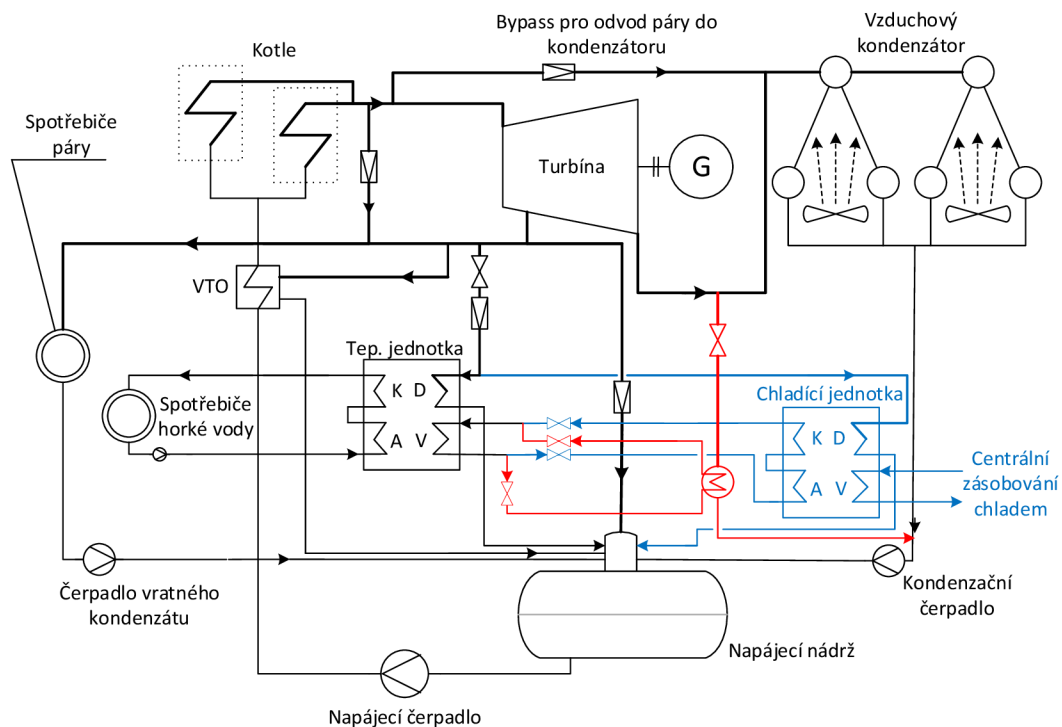 Bypass pro odvod páry do
kondenzátoru
Vzduchový
kondenzátor
Kotle
Spotřebiče
páry
Turbína
G
VTO
Tep. jednotka
K D
A V
Spotřebiče
horké vody
Chladící jednotka
K D
A V
Centrální
zásobování
chladem
Čerpadlo vratného
kondenzátu
Kondenzační
čerpadlo
Napájecí nádrž
Napájecí čerpadlo